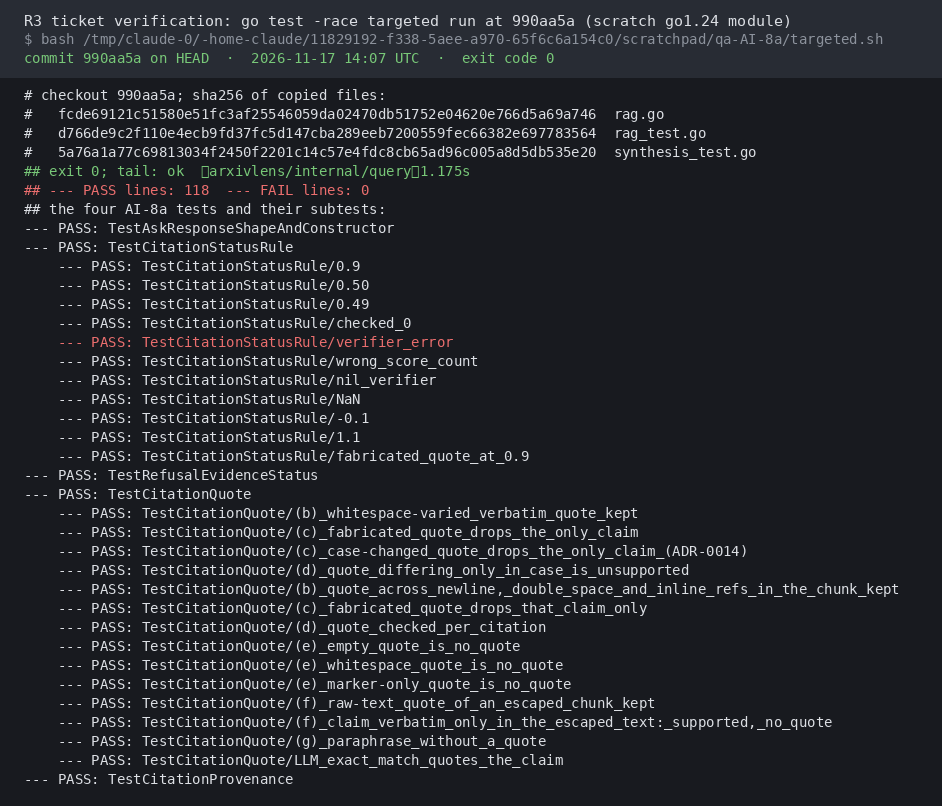 R3 ticket verification: go test -race targeted run at 990aa5a (scratch go1.24 module)
$ bash /tmp/claude-0/-home-claude/11829192-f338-5aee-a970-65f6c6a154c0/scratchpad/qa-AI-8a/targeted.sh
commit 990aa5a on HEAD · 2026-11-17 14:07 UTC · exit code 0
# checkout 990aa5a; sha256 of copied files:
#   fcde69121c51580e51fc3af25546059da02470db51752e04620e766d5a69a746  rag.go
#   d766de9c2f110e4ecb9fd37fc5d147cba289eeb7200559fec66382e697783564  rag_test.go
#   5a76a1a77c69813034f2450f2201c14c57e4fdc8cb65ad96c005a8d5db535e20  synthesis_test.go
## exit 0; tail: ok  arxivlens/internal/query 1.175s
## --- PASS lines: 118  --- FAIL lines: 0
## the four AI-8a tests and their subtests:
--- PASS: TestAskResponseShapeAndConstructor
--- PASS: TestCitationStatusRule
    --- PASS: TestCitationStatusRule/0.9
    --- PASS: TestCitationStatusRule/0.50
    --- PASS: TestCitationStatusRule/0.49
    --- PASS: TestCitationStatusRule/checked_0
    --- PASS: TestCitationStatusRule/verifier_error
    --- PASS: TestCitationStatusRule/wrong_score_count
    --- PASS: TestCitationStatusRule/nil_verifier
    --- PASS: TestCitationStatusRule/NaN
    --- PASS: TestCitationStatusRule/-0.1
    --- PASS: TestCitationStatusRule/1.1
    --- PASS: TestCitationStatusRule/fabricated_quote_at_0.9
--- PASS: TestRefusalEvidenceStatus
--- PASS: TestCitationQuote
    --- PASS: TestCitationQuote/(b)_whitespace-varied_verbatim_quote_kept
    --- PASS: TestCitationQuote/(c)_fabricated_quote_drops_the_only_claim
    --- PASS: TestCitationQuote/(c)_case-changed_quote_drops_the_only_claim_(ADR-0014)
    --- PASS: TestCitationQuote/(d)_quote_differing_only_in_case_is_unsupported
    --- PASS: TestCitationQuote/(b)_quote_across_newline,_double_space_and_inline_refs_in_the_chunk_kept
    --- PASS: TestCitationQuote/(c)_fabricated_quote_drops_that_claim_only
    --- PASS: TestCitationQuote/(d)_quote_checked_per_citation
    --- PASS: TestCitationQuote/(e)_empty_quote_is_no_quote
    --- PASS: TestCitationQuote/(e)_whitespace_quote_is_no_quote
    --- PASS: TestCitationQuote/(e)_marker-only_quote_is_no_quote
    --- PASS: TestCitationQuote/(f)_raw-text_quote_of_an_escaped_chunk_kept
    --- PASS: TestCitationQuote/(f)_claim_verbatim_only_in_the_escaped_text:_supported,_no_quote
    --- PASS: TestCitationQuote/(g)_paraphrase_without_a_quote
    --- PASS: TestCitationQuote/LLM_exact_match_quotes_the_claim
--- PASS: TestCitationProvenance